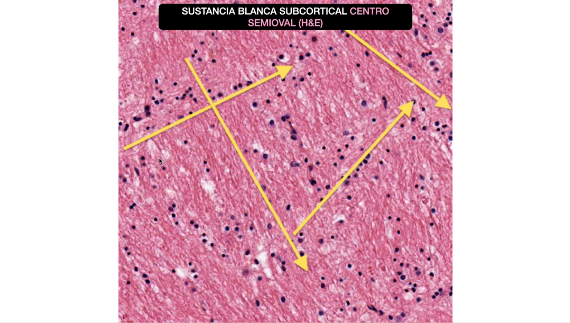 SUSTANCIA BLANCA SUBCORTICAL CENTRO
SEMIOVAL (H&E)